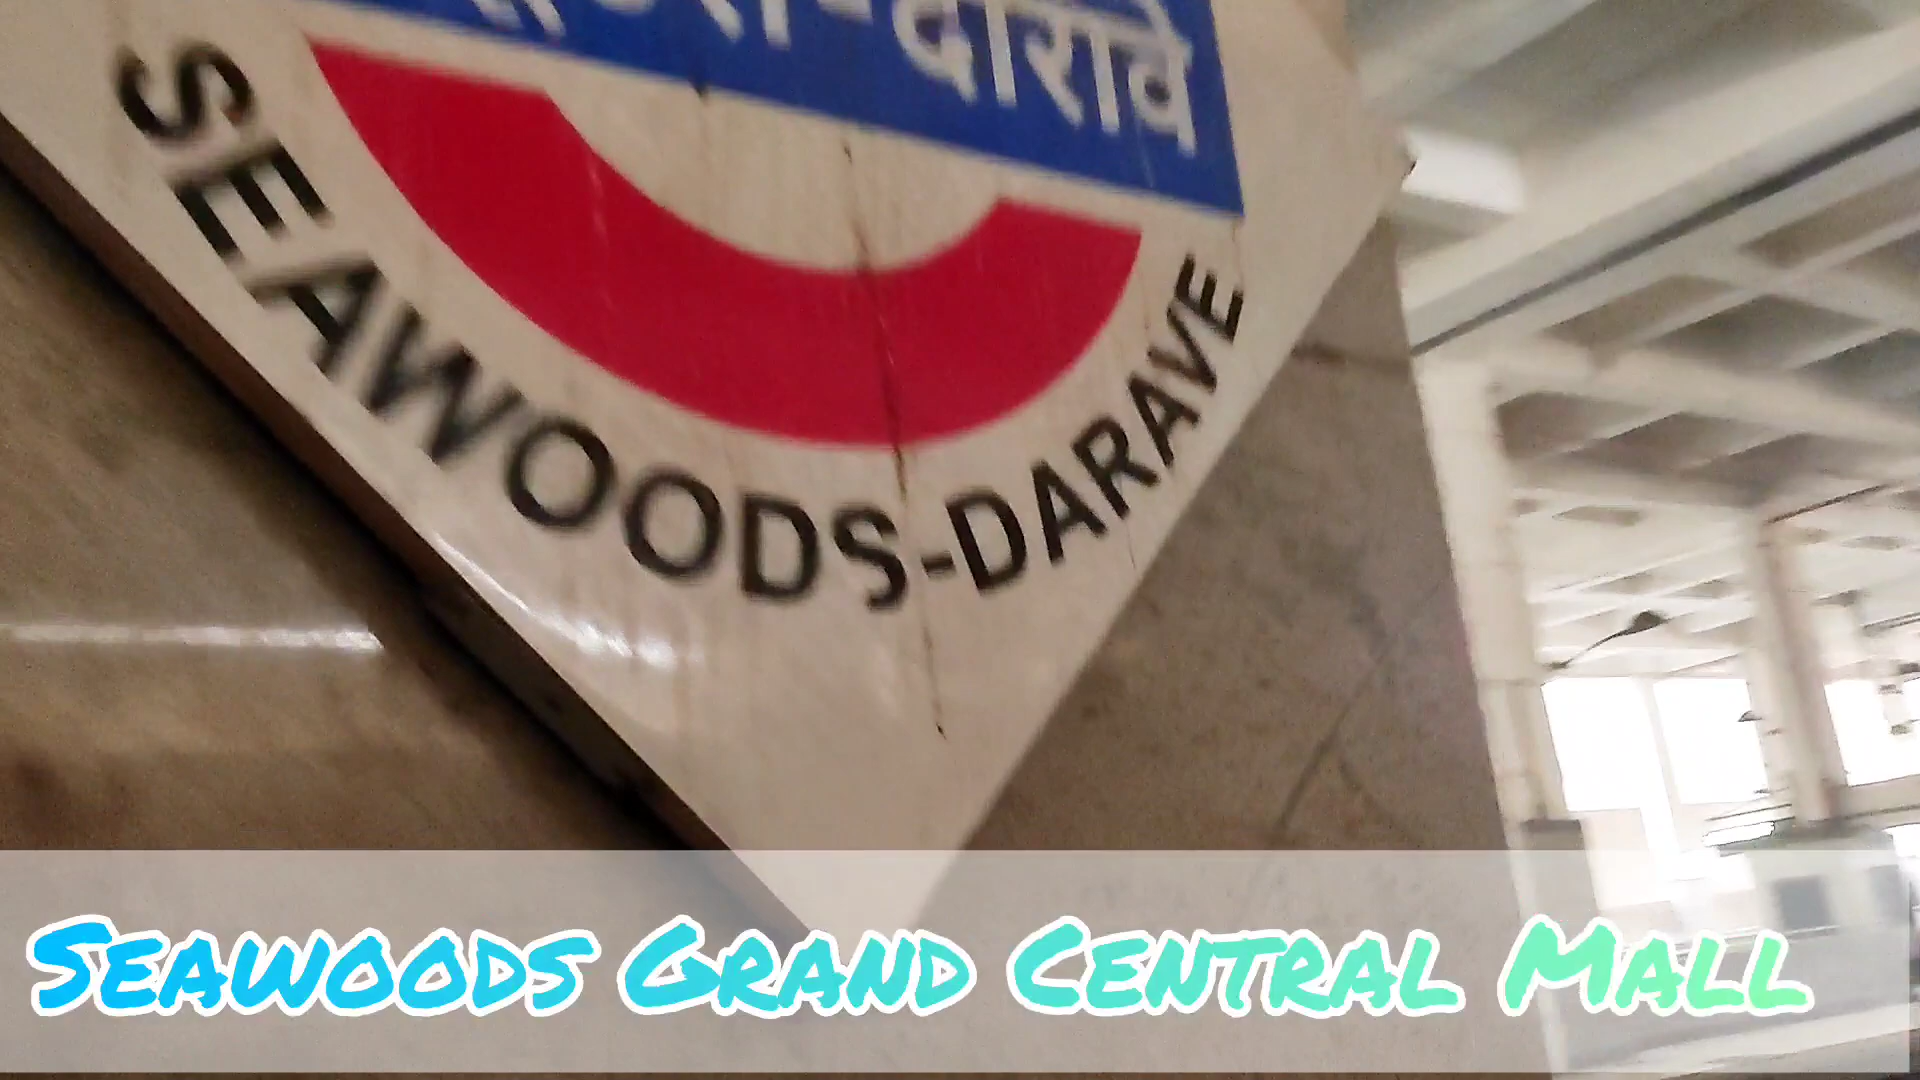 दारावे
SEAWOODS-DARAVE
SEAWOODS GRAND CENTRAL MALL